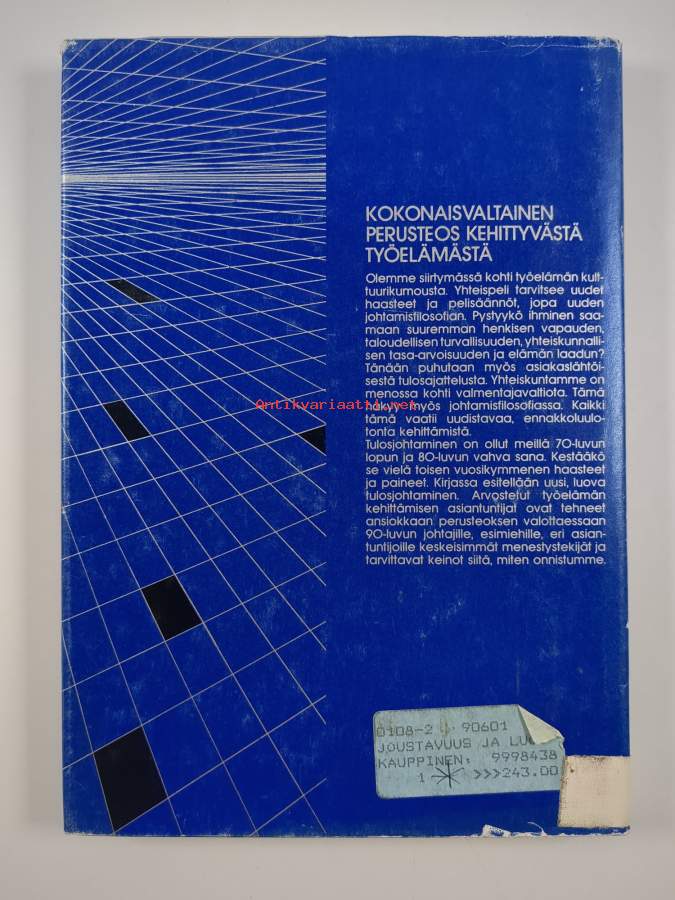 KOKONAISVALTAINEN
PERUSTEOS KEHITTYVÄSTÄ
TYÖELÄMÄSTÄ
Olemme siirtymässä kohti työelämän kult-
tuurikumousta. Yhteispeli tarvitsee uudet
haasteet ja pelisäännöt, jopa uuden
johtamisfilosofian. Pystyykö ihminen saa-
maan suuremman henkisen vapauden,
taloudellisen turvallisuuden, yhteiskunnalli-
sen tasa-arvoisuuden ja elämän laadun?
Tänään puhutaan myös asiakaslähtöi-
sestä tulosajattelusta. Yhteiskuntamme on
menossa kohti valmentajavaltiota. Tämä
näkyy myös johtamisfilosofiassa. Kaikki
tämä vaatii uudistavaa, ennakkoluulo-
tonta kehittämistä.
Tulosjohtaminen on ollut meillä 70-luvun
lopun ja 80-luvun vahva sana. Kestääkö
se vielä toisen vuosikymmenen haasteet
ja paineet. Kirjassa esitellään uusi, luova
tulosjohtaminen. Arvostetut työelämän
kehittämisen asiantuntijat ovat tehneet
ansiokkaan perusteoksen valottaessaan
90-luvun johtajille, esimiehille, eri asian-
tuntijoille keskeisimmät menestystekijät ja
tarvittavat keinot siitä, miten onnistumme.
Antikvariaatti.net
0108-2 90601
JOUSTAVUUS JA
KAUPPINEN, 9998438
1 >>>243.00